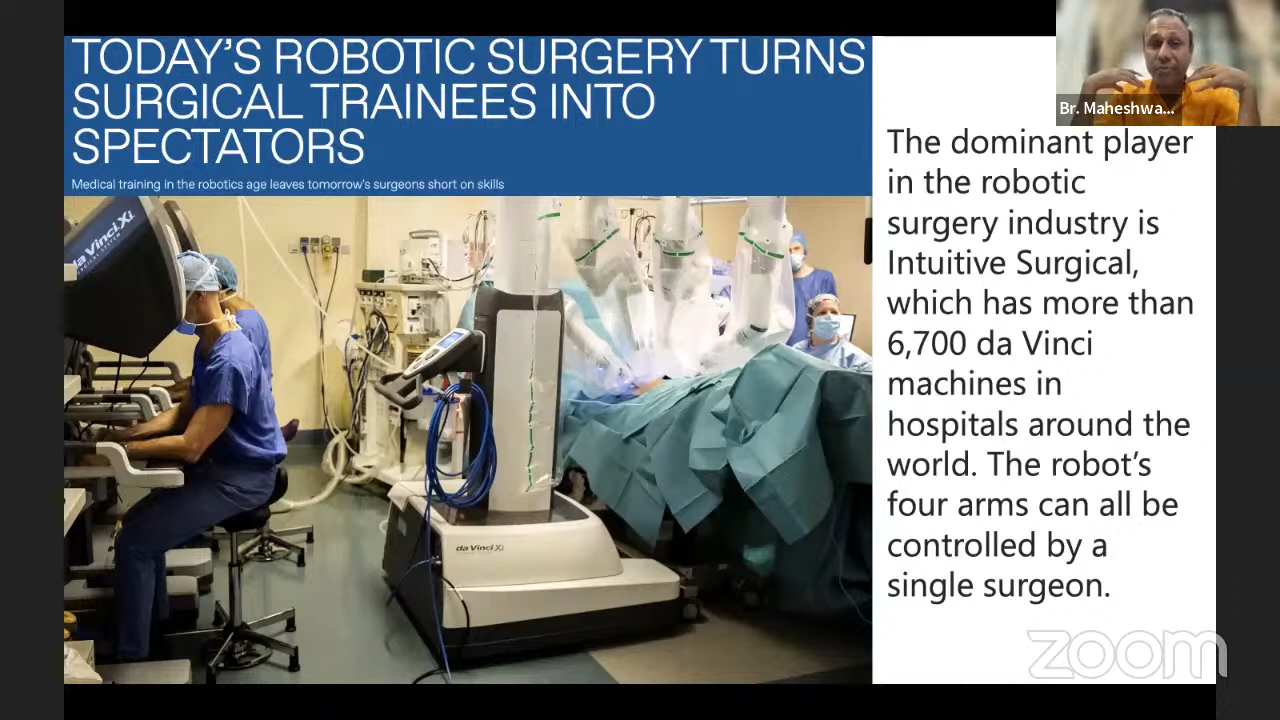 TODAY'S ROBOTIC SURGERY TURNS
SURGICAL TRAINEES INTO
SPECTATORS
Medical training in the robotics age leaves tomorrow's surgeons short on skills
Br. Maheshwa...
The dominant player
in the robotic
surgery industry is
Intuitive Surgical,
which has more than
6,700 da Vinci
machines in
hospitals around the
world. The robot's
four arms can all be
controlled by a
single surgeon.
da Vinci Xi
da Vinci Xi
zoom